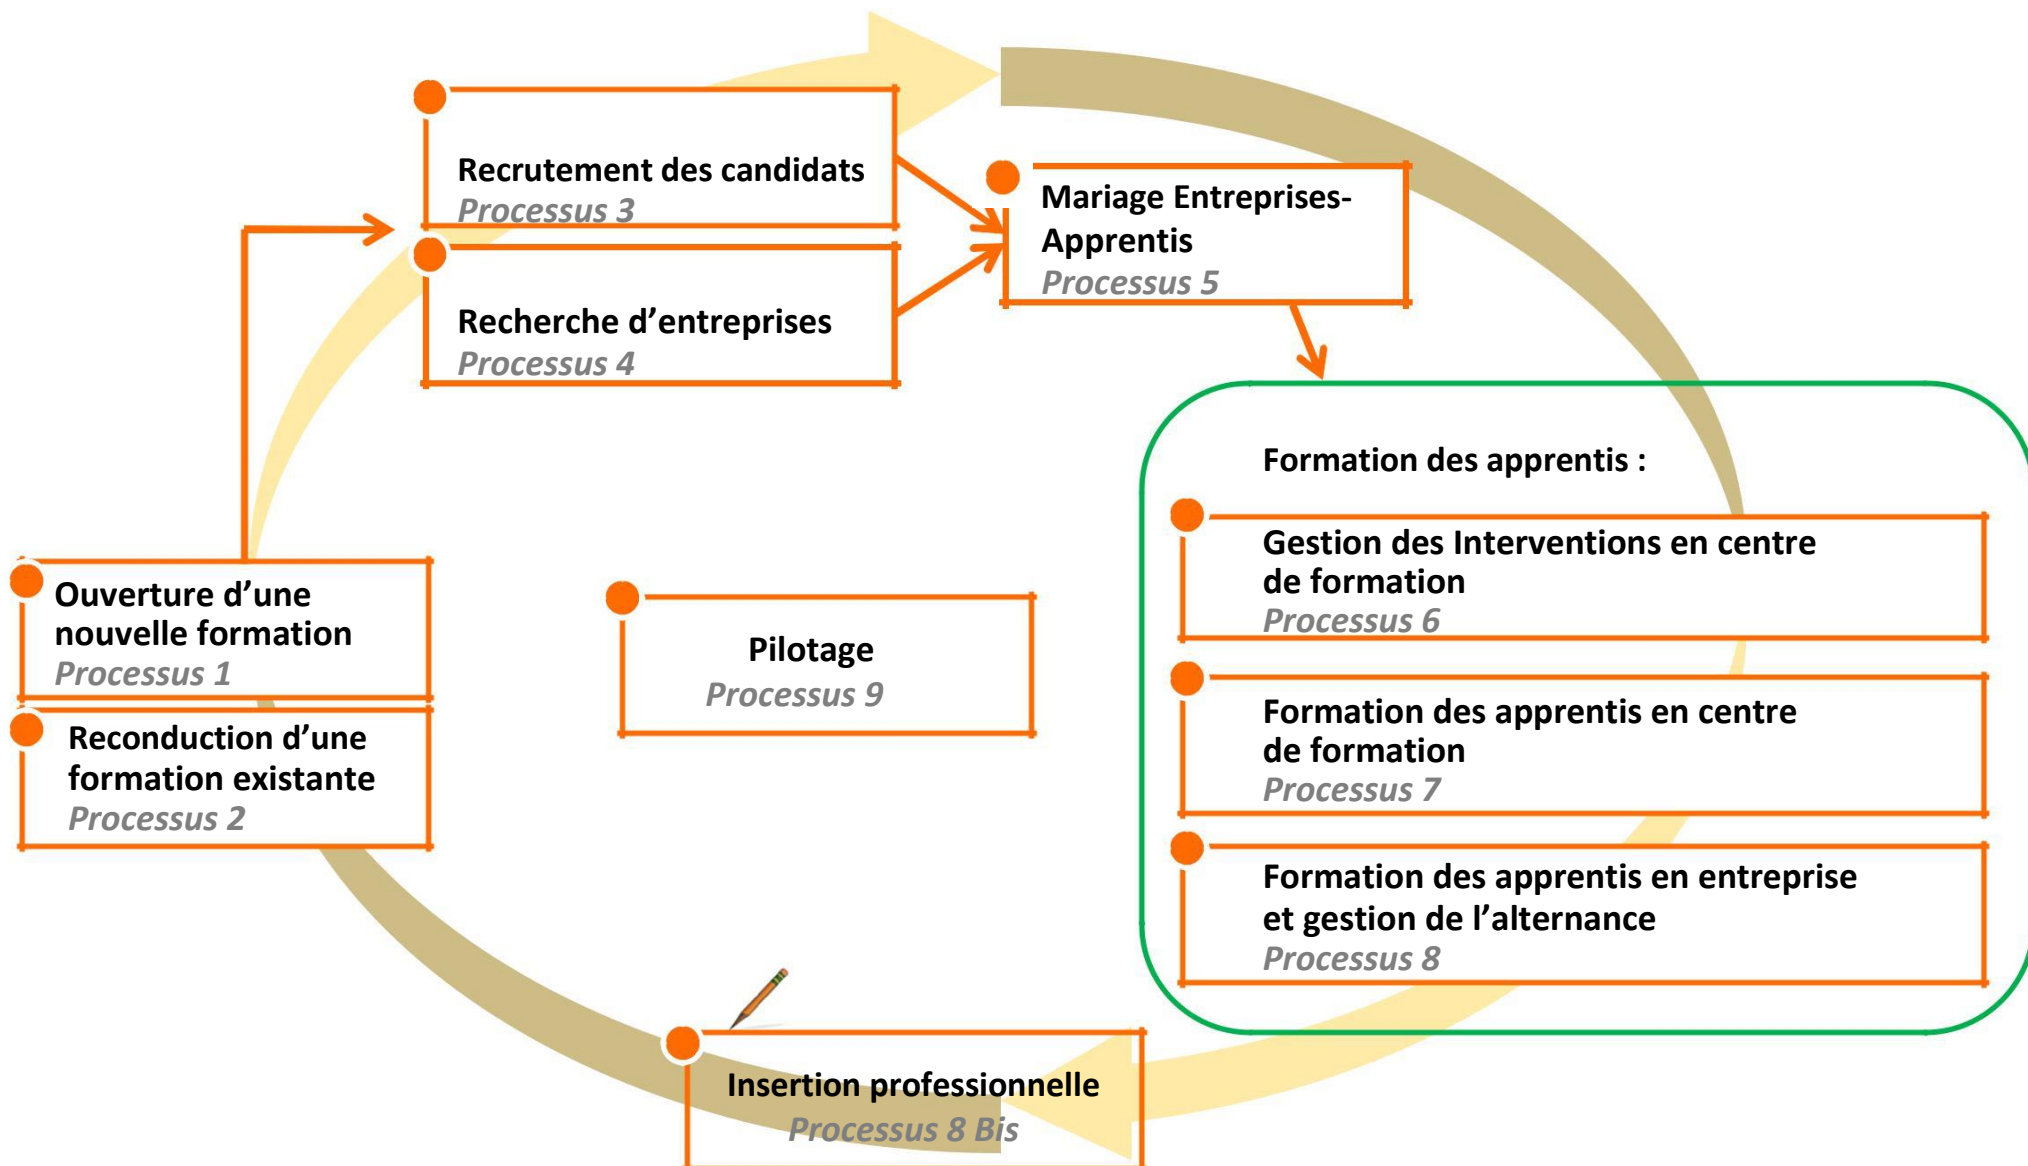 Recrutement des candidats
Processus 3
Recherche d’entreprises
Processus 4
Mariage Entreprises-
Apprentis
Processus 5
Formation des apprentis :
Gestion des Interventions en centre
de formation
Processus 6
Formation des apprentis en centre
de formation
Processus 7
Formation des apprentis en entreprise
et gestion de l’alternance
Processus 8
Ouverture d’une
nouvelle formation
Processus 1
Reconduction d’une
formation existante
Processus 2
Pilotage
Processus 9
Insertion professionnelle
Processus 8 Bis